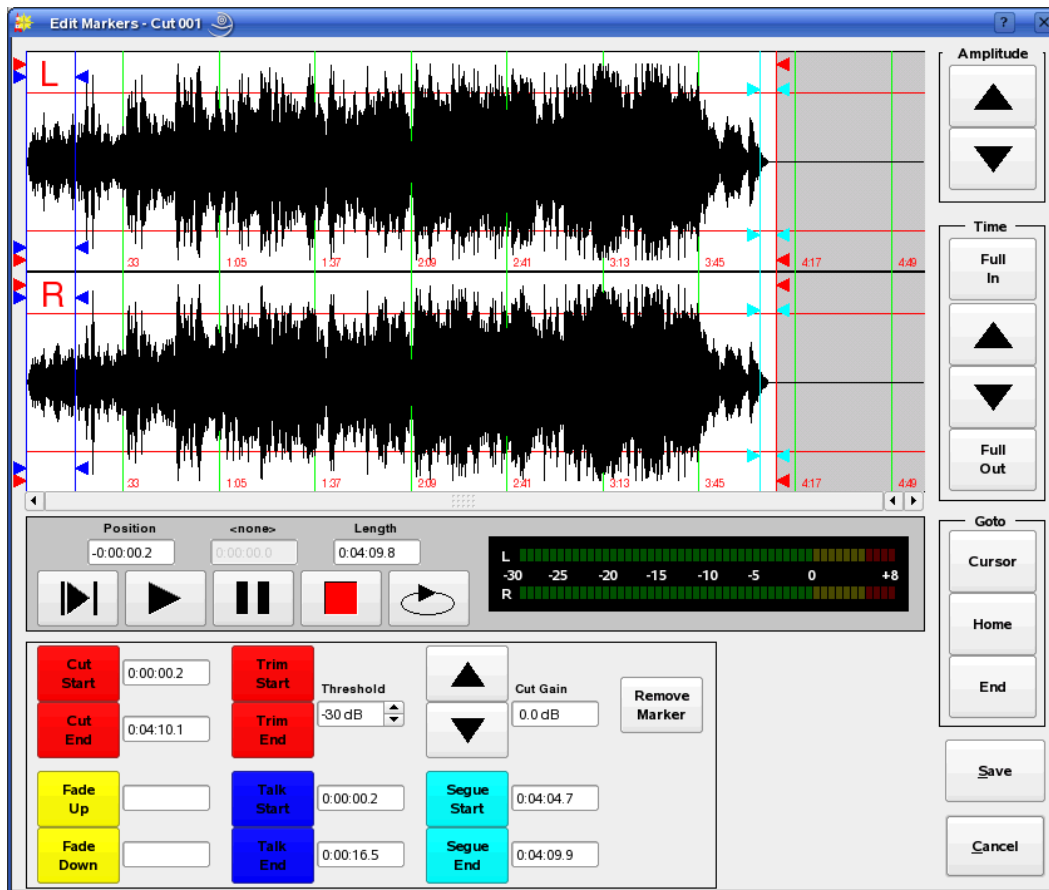 Edit Markers - Cut 001
?
L
:33 1:05 1:37 2:09 2:41 3:13 3:45 4:17 4:49
R
:33 1:05 1:37 2:09 2:41 3:13 3:45 4:17 4:49
Amplitude
Time
Full
In
Full
Out
Position <none> Length
-0:00:00.2 0:00:00.0 0:04:09.8
L
-30 -25 -20 -15 -10 -5 0 +8
R
Goto
Cursor
Home
End
Cut
Start
0:00:00.2
Cut
End
0:04:10.1
Trim
Start
Trim
End
Threshold
-30 dB
Cut Gain
0.0 dB
Remove
Marker
Fade
Up
Fade
Down
Talk
Start
0:00:00.2
Talk
End
0:00:16.5
Segue
Start
0:04:04.7
Segue
End
0:04:09.9
Save
Cancel